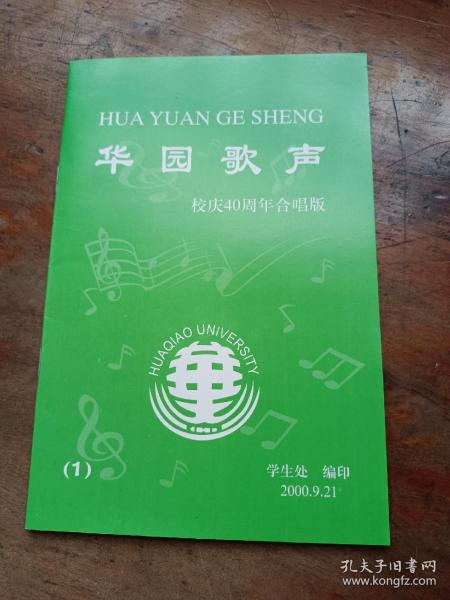 HUA YUAN GE SHENG
华园歌声
校庆40周年合唱版
HUAQIAO UNIVERSITY
華
(1)
学生处 编印
2000.9.21
孔夫子旧书网
www.kongfz.com